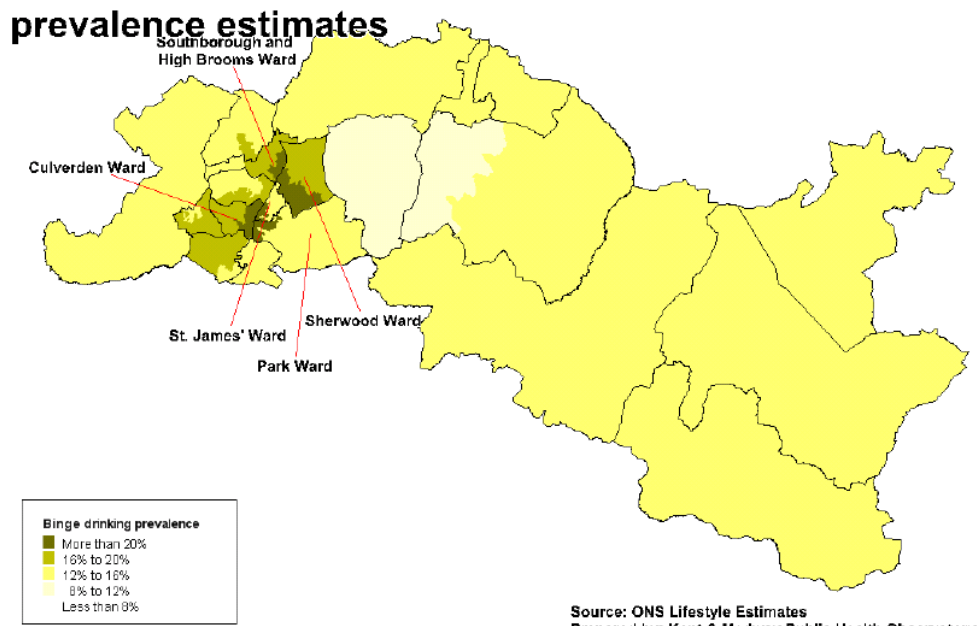 prevalence estimates
Southborough and
High Brooms Ward
Culverden Ward
Sherwood Ward
St. James' Ward
Park Ward
Binge drinking prevalence
More than 20%
16% to 20%
12% to 16%
8% to 12%
Less than 8%
Source: ONS Lifestyle Estimates